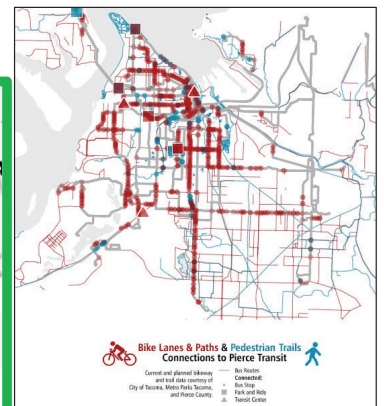 Bike Lanes & Paths & Pedestrian Trails
Connections to Pierce Transit
Current and planned bikeway
and trail data courtesy of
City of Tacoma, Metro Parks Tacoma,
and Pierce County.
Bus Routes
Connected:
Bus Stop
Park and Ride
Transit Center